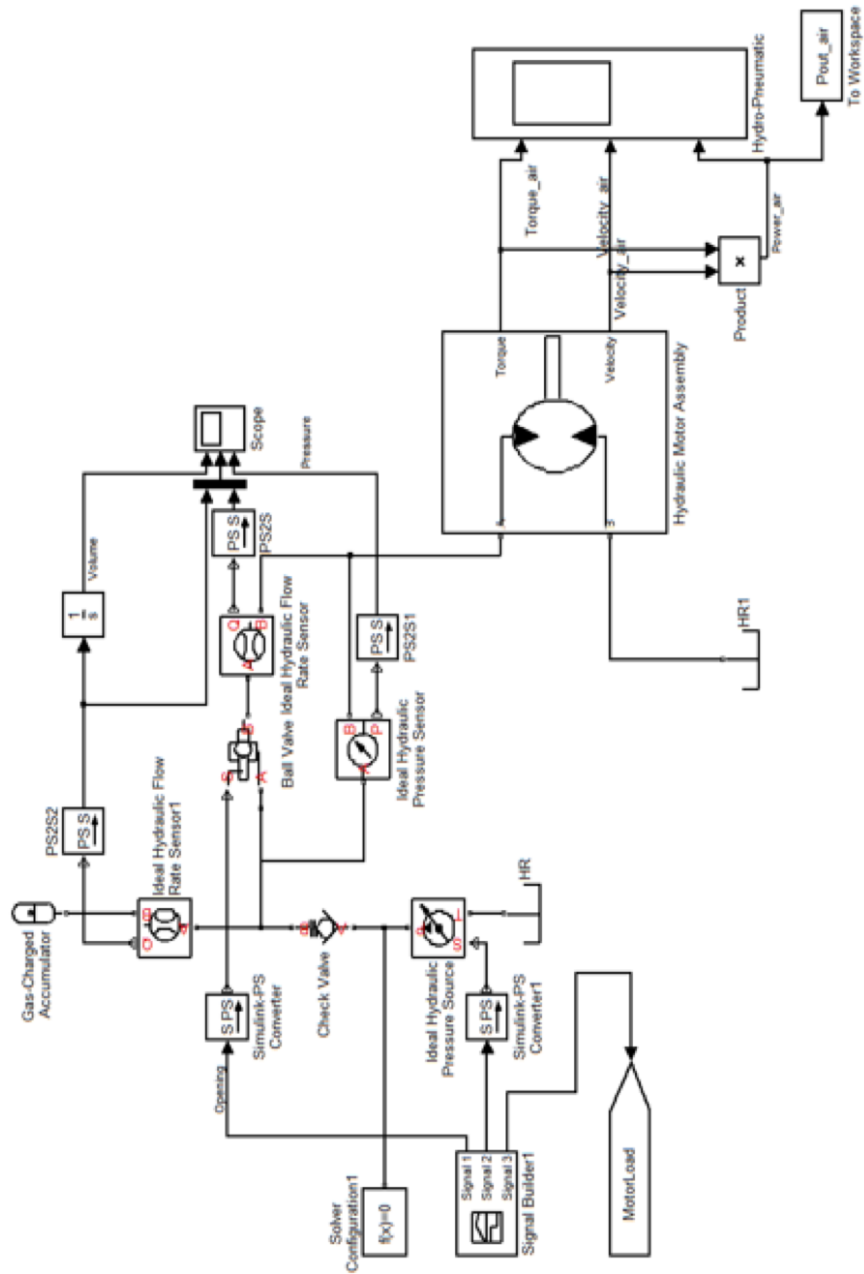 Gas-Charged
Accumulator
PS2S2
PS S
Ideal Hydraulic Flow
Rate Sensor1
Q
B
A
1
s
Volume
Opening
S PS
Simulink-PS
Converter
S
B
A
Ball Valve
Ideal Hydraulic Flow
Rate Sensor
Q
B
A
PS S
PS2S
Scope
Pressure
B
A
Check Valve
B
P
A
Ideal Hydraulic
Pressure Sensor
PS S
PS2S1
Solver
Configuration1
f(x)=0
Ideal Hydraulic
Pressure Source
P
S
T
HR
S PS
Simulink-PS
Converter1
Signal 1
Signal 2
Signal 3
Signal Builder1
MotorLoad
A
B
Torque
Velocity
Hydraulic Motor Assembly
HR1
Torque_air
Velocity_air
Velocity_air
×
Product
Power_air
Hydro-Pneumatic
Pout_air
To Workspace